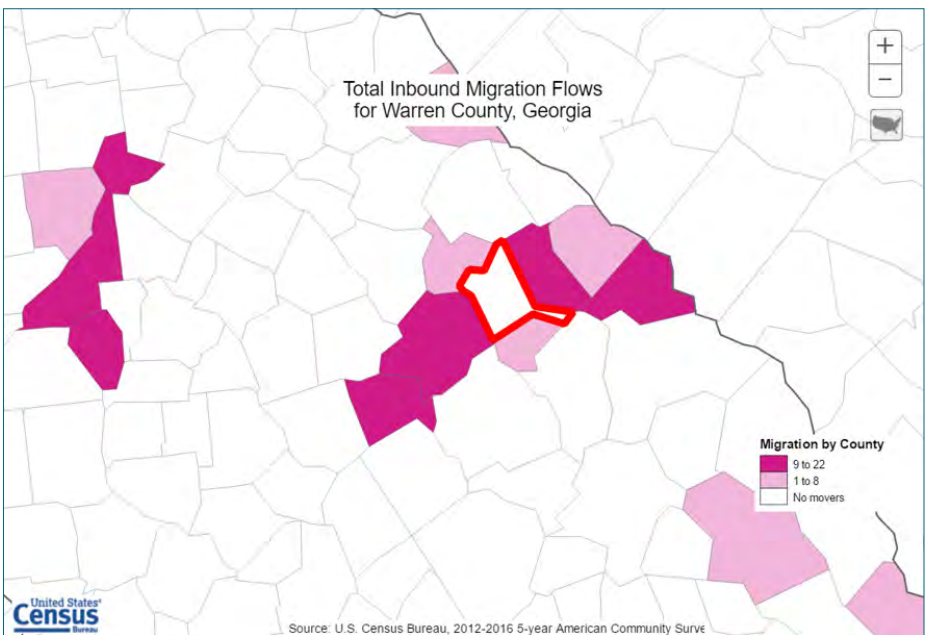 Total Inbound Migration Flows
for Warren County, Georgia
+
−
Migration by County
9 to 22
1 to 8
No movers
United States®
Census
Bureau
Source: U.S. Census Bureau, 2012-2016 5-year American Community Surve